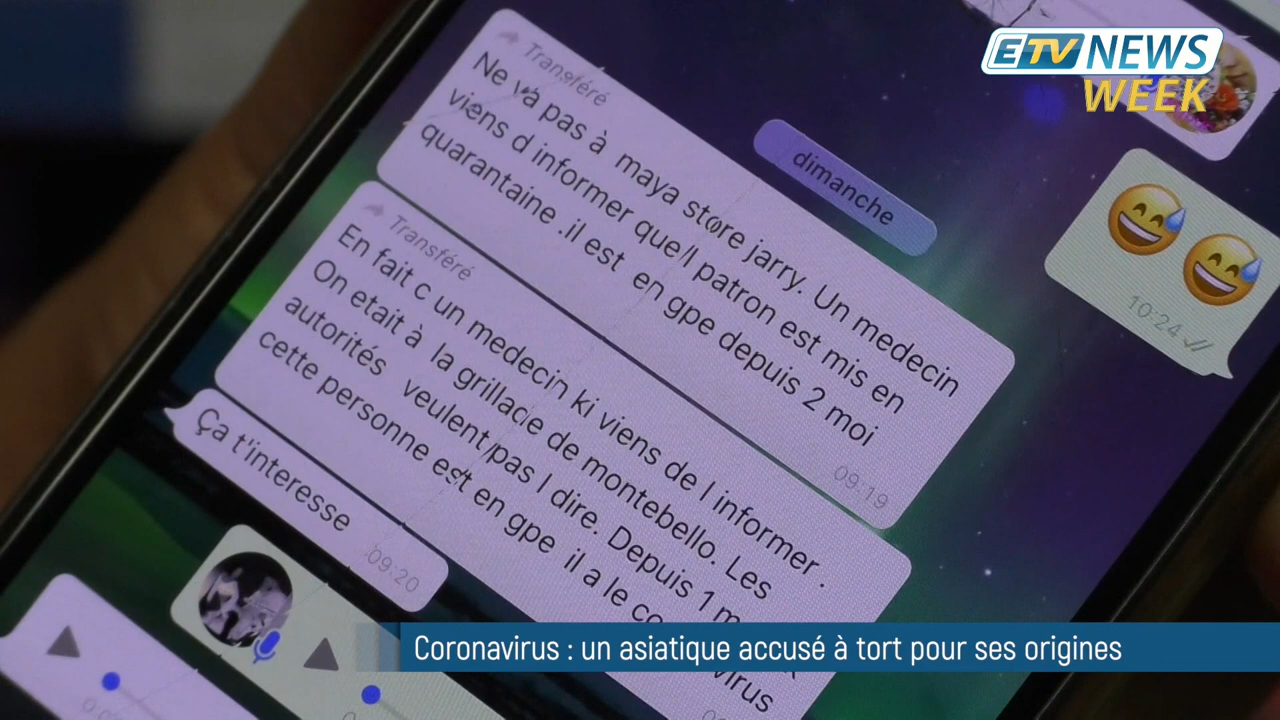 ETV NEWS
WEEK
dimanche
10:24
Transféré
Ne va pas à maya store jarry. Un medecin
viens d informer que l patron est mis en
quarantaine .il est en gpe depuis 2 moi
09:19
Transféré
En fait c un medecin ki viens de l informer .
On etait à la grillade de montebello. Les
autorités veulent pas l dire. Depuis 1
cette personne est en gpe il a le
Ça t'interesse
09:20
Coronavirus : un asiatique accusé à tort pour ses origines